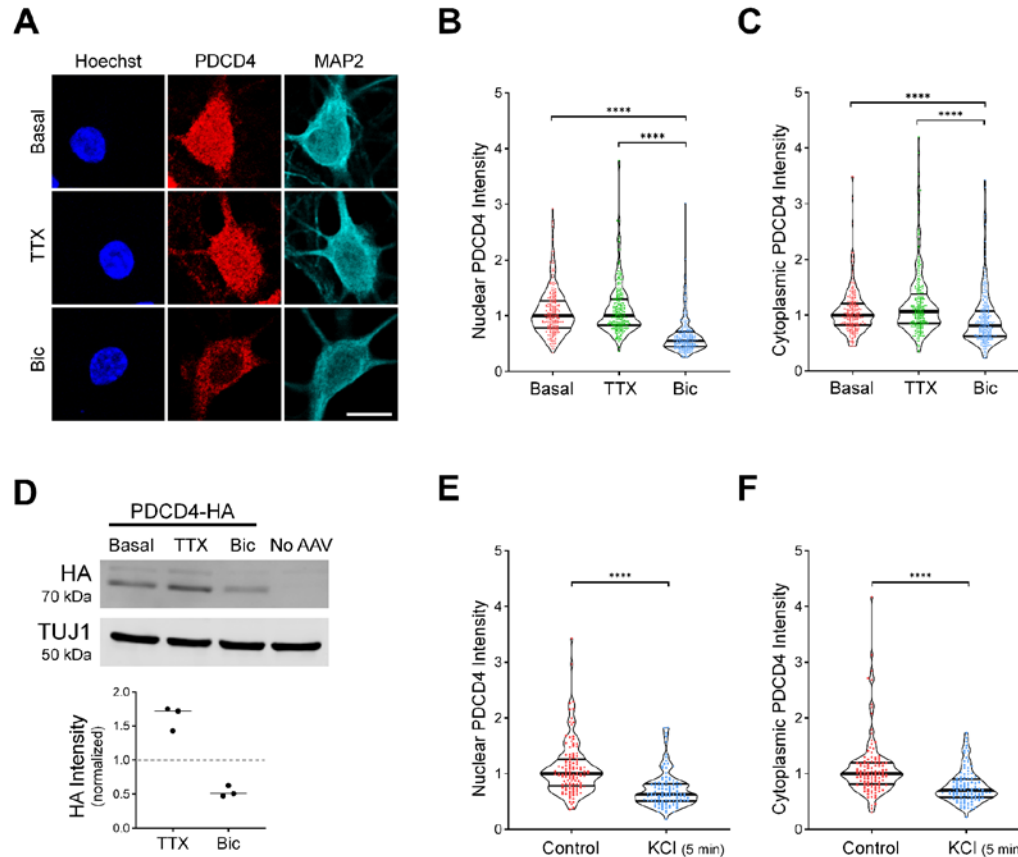 A
Hoechst PDCD4 MAP2
Basal
TTX
Bic
B
Nuclear PDCD4 Intensity
5
4
3
2
1
0
****
****
Basal TTX Bic
C
Cytoplasmic PDCD4 Intensity
5
4
3
2
1
0
****
****
Basal TTX Bic
D
PDCD4-HA
Basal TTX Bic No AAV
HA
70 kDa
TUJ1
50 kDa
HA Intensity
(normalized)
2.0
1.5
1.0
0.5
0.0
TTX Bic
E
Nuclear PDCD4 Intensity
5
4
3
2
1
0
****
Control KCl (5 min)
F
Cytoplasmic PDCD4 Intensity
5
4
3
2
1
0
****
Control KCl (5 min)